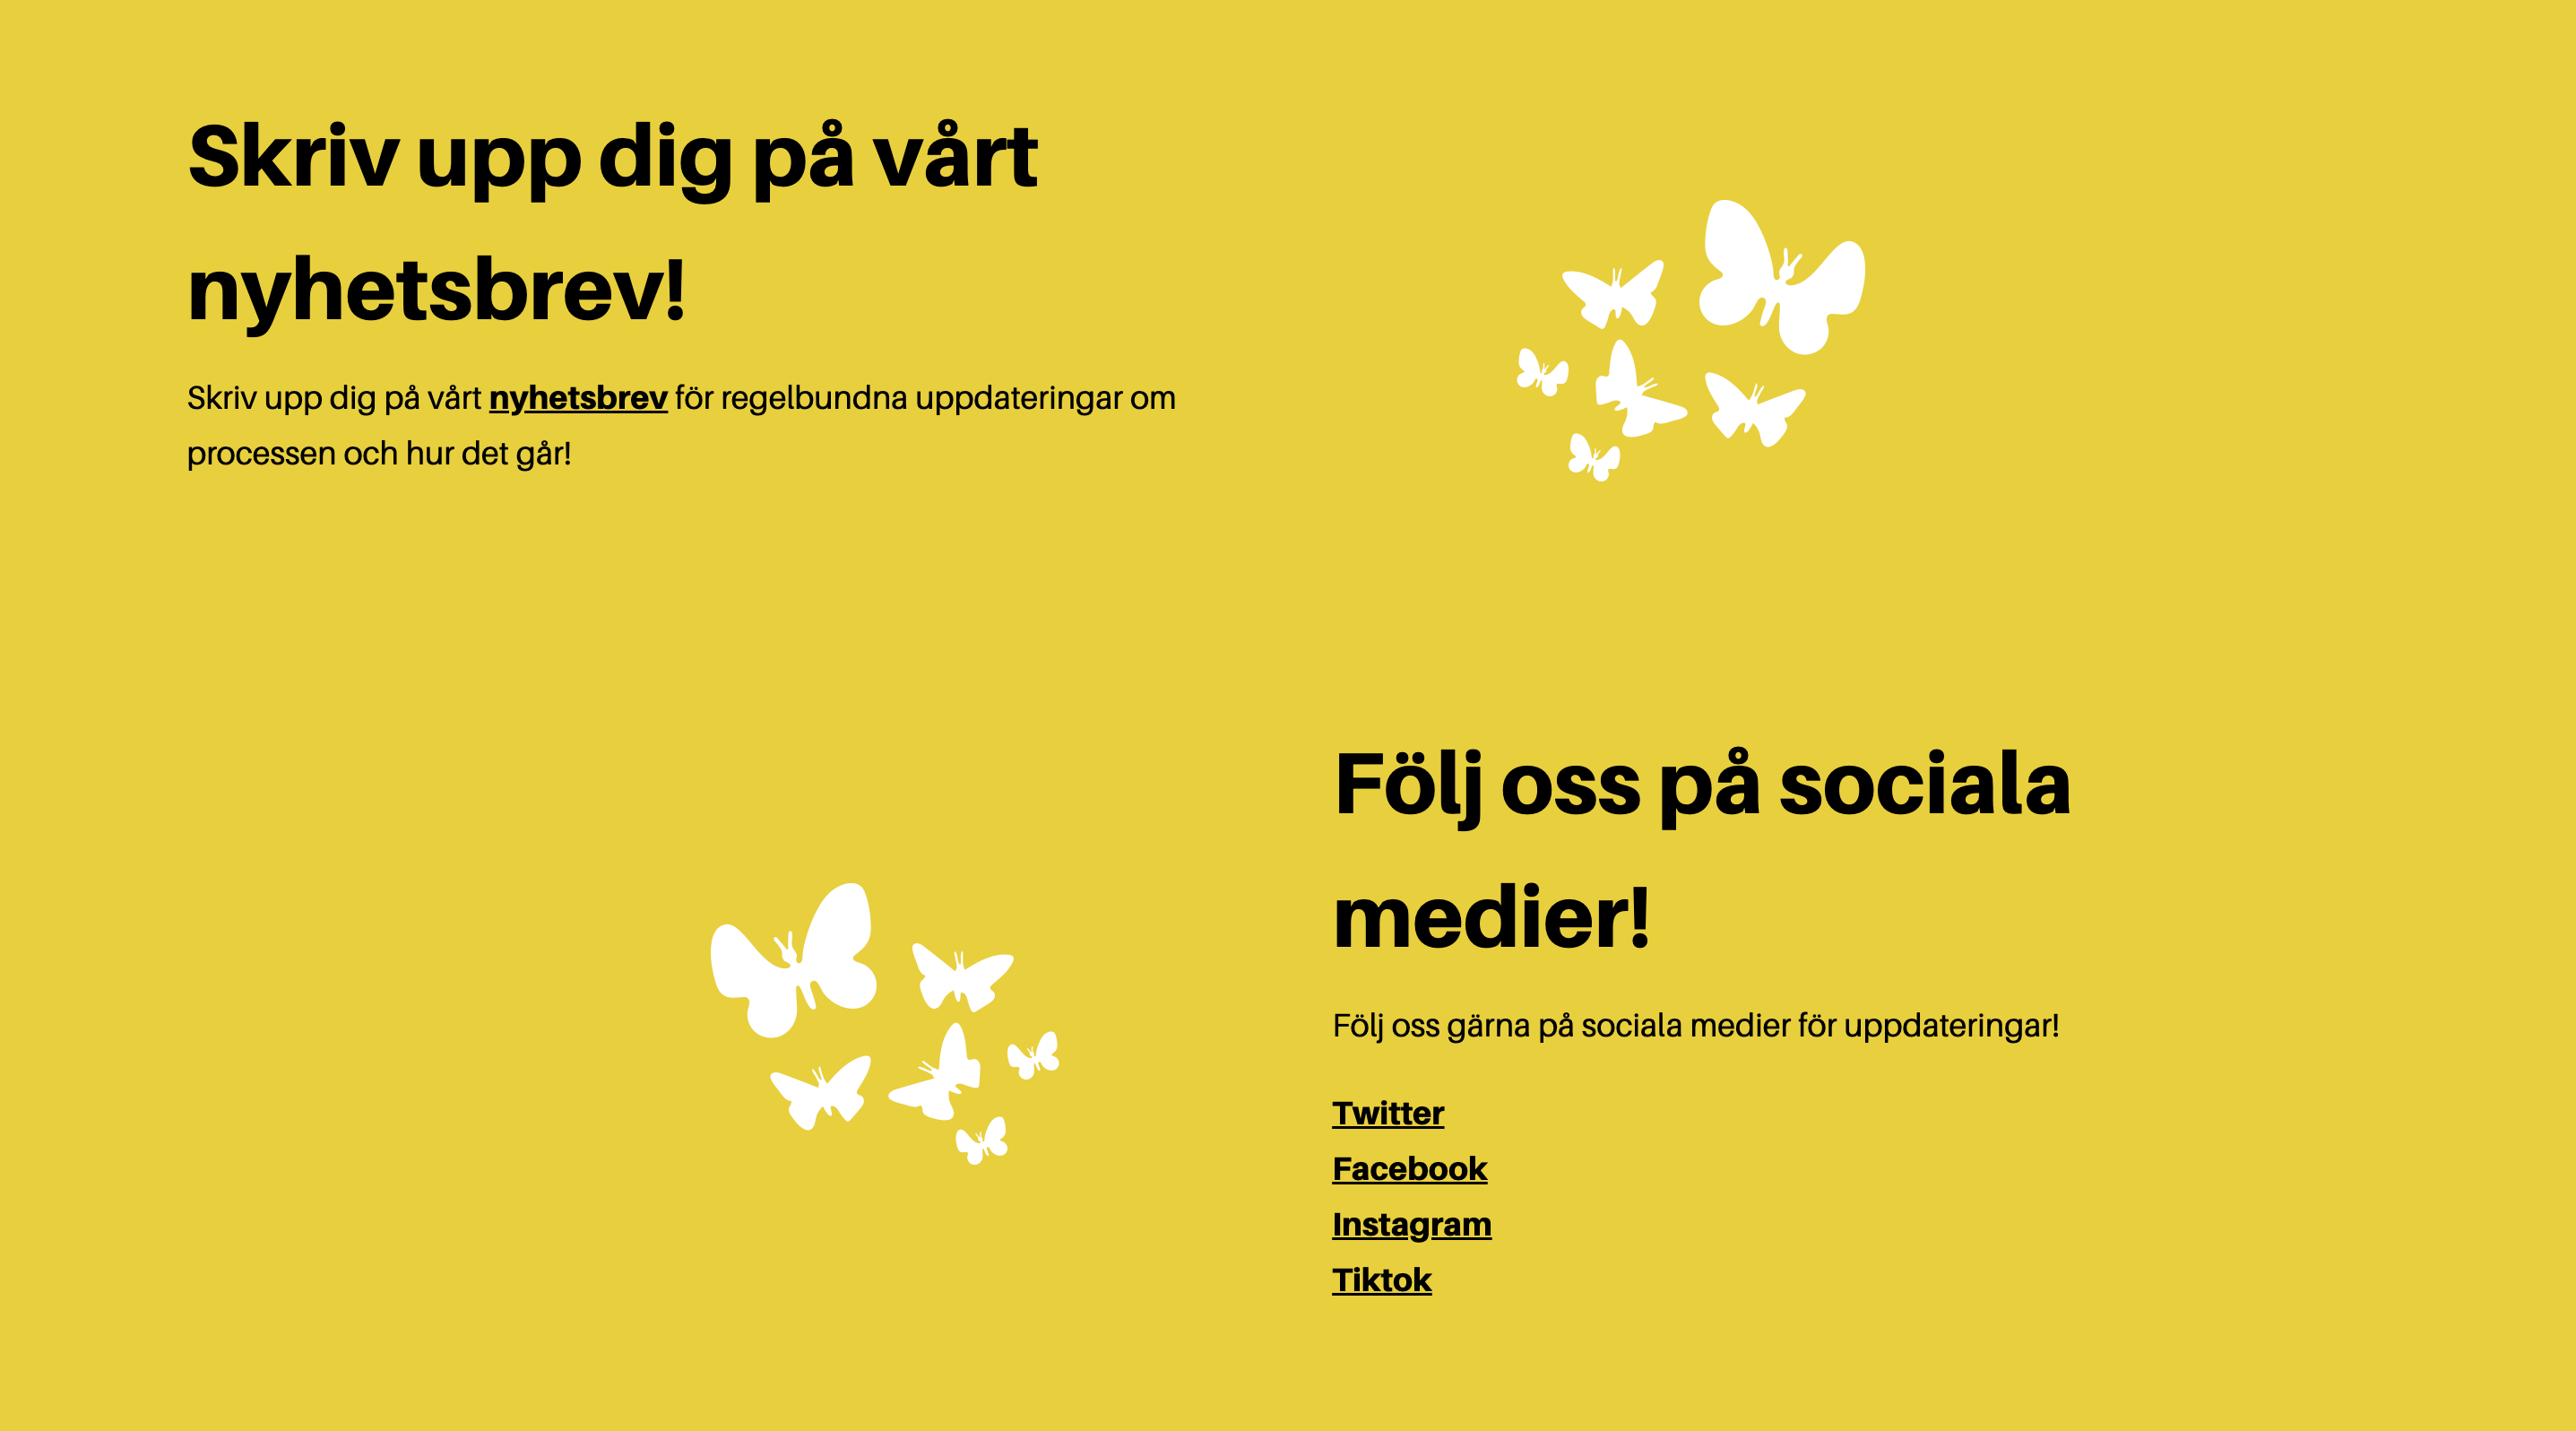 Skriv upp dig på vårt
nyhetsbrev!
Skriv upp dig på vårt nyhetsbrev för regelbundna uppdateringar om
processen och hur det går!
Följ oss på sociala
medier!
Följ oss gärna på sociala medier för uppdateringar!
Twitter
Facebook
Instagram
Tiktok